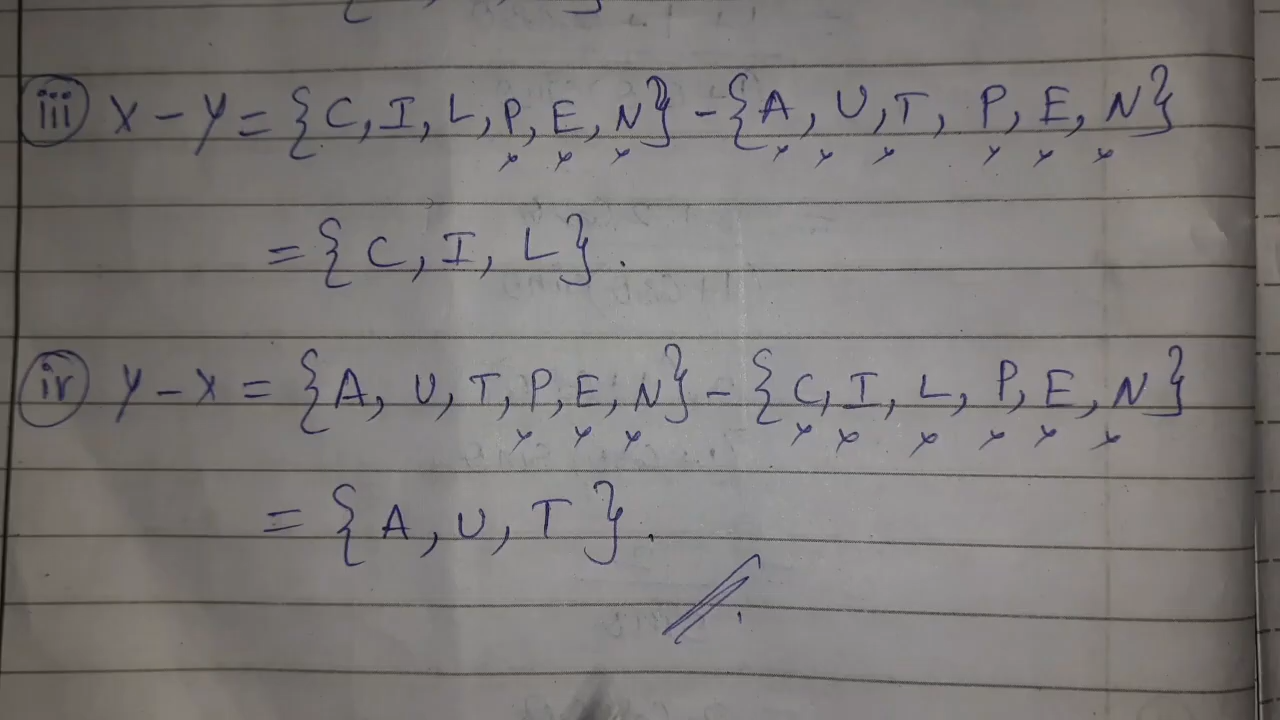 iii X - Y = {C, I, L, P, E, N} - {A, U, T, P, E, N}
x x x x x x x x x
= {C, I, L}.
iv Y - X = {A, U, T, P, E, N} - {C, I, L, P, E, N}
x x x x x x x x x
= {A, U, T}.